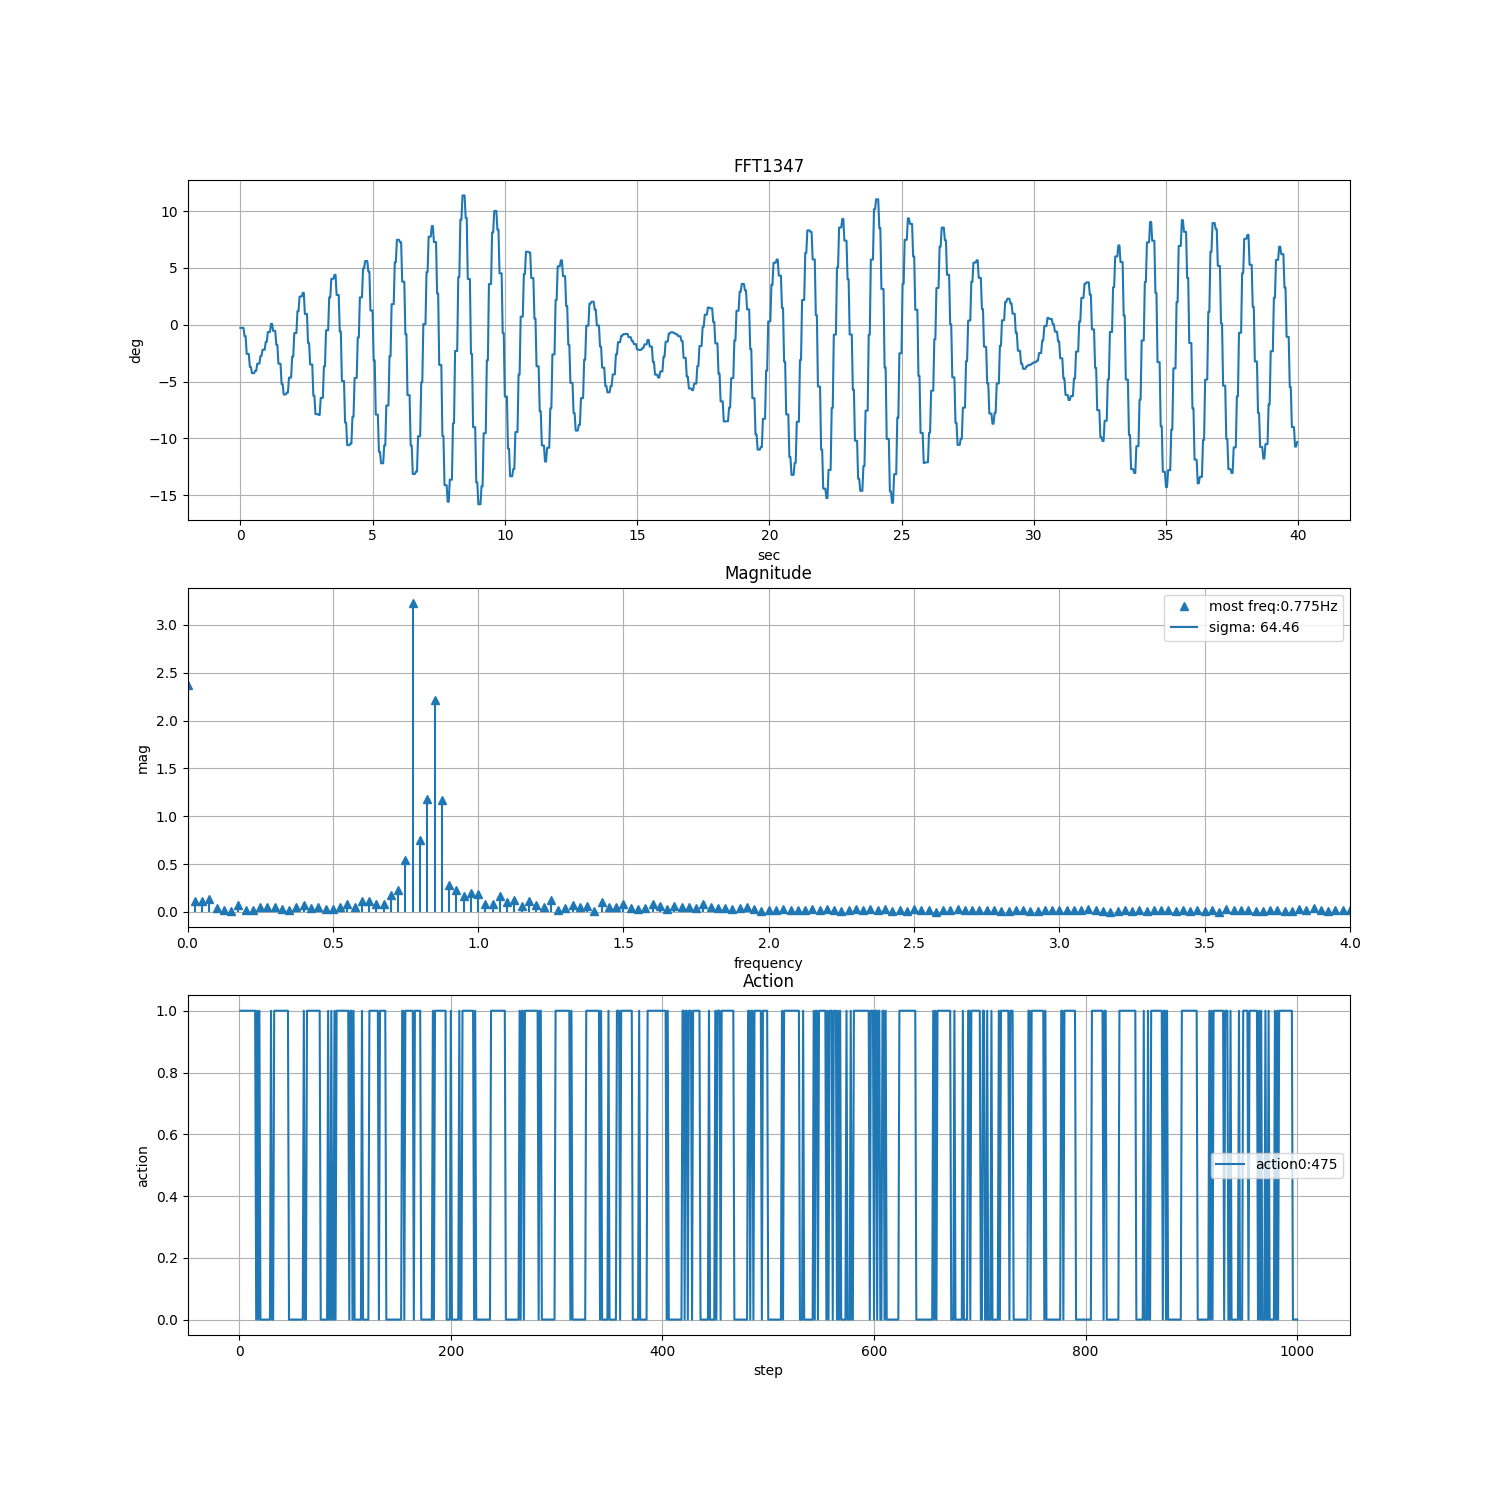 FFT1347
10
5
0
−5
−10
−15
deg
0 5 10 15 20 25 30 35 40
sec
Magnitude
most freq:0.775Hz
sigma: 64.46
3.0
2.5
2.0
1.5
1.0
0.5
0.0
mag
0.0 0.5 1.0 1.5 2.0 2.5 3.0 3.5 4.0
frequency
Action
1.0
0.8
0.6
0.4
0.2
0.0
action
action0:475
0 200 400 600 800 1000
step